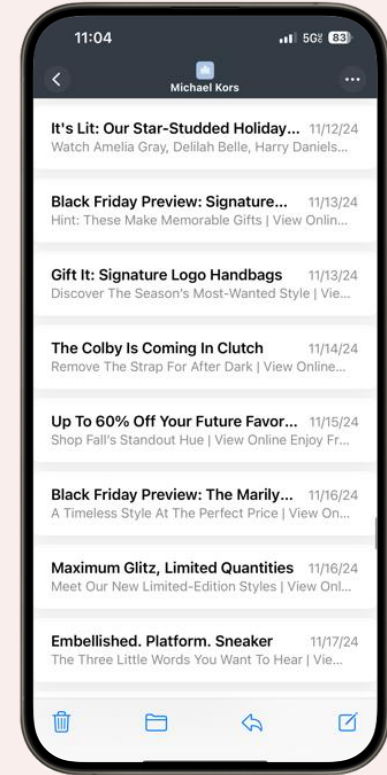 11:04 5G 83
Michael Kors
It's Lit: Our Star-Studded Holiday... 11/12/24
Watch Amelia Gray, Delilah Belle, Harry Daniels...
Black Friday Preview: Signature... 11/13/24
Hint: These Make Memorable Gifts | View Onlin...
Gift It: Signature Logo Handbags 11/13/24
Discover The Season's Most-Wanted Style | Vie...
The Colby Is Coming In Clutch 11/14/24
Remove The Strap For After Dark | View Online...
Up To 60% Off Your Future Favor... 11/15/24
Shop Fall's Standout Hue | View Online Enjoy Fr...
Black Friday Preview: The Marily... 11/16/24
A Timeless Style At The Perfect Price | View On...
Maximum Glitz, Limited Quantities 11/16/24
Meet Our New Limited-Edition Styles | View Onl...
Embellished. Platform. Sneaker 11/17/24
The Three Little Words You Want To Hear | Vie...